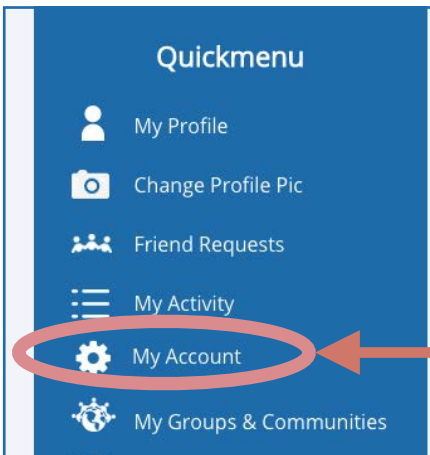 Quickmenu
My Profile
Change Profile Pic
Friend Requests
My Activity
My Account
My Groups & Communities